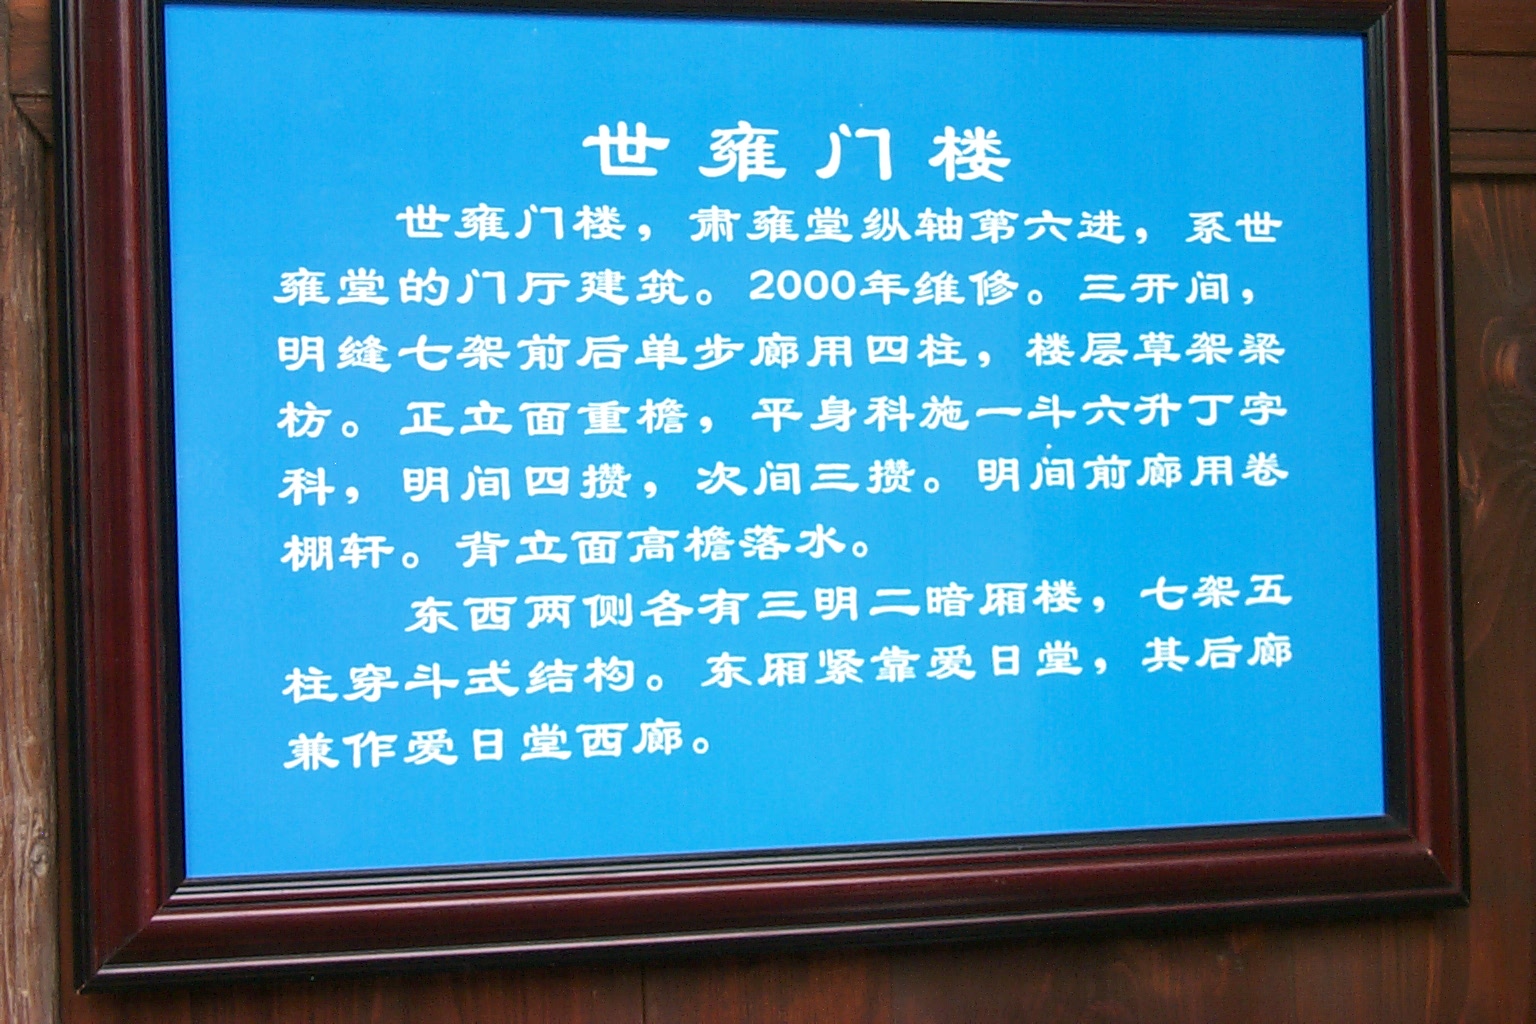 世雍门楼
世雍门楼，肃雍堂纵轴第六进，系世
雍堂的门厅建筑。2000年维修。三开间，
明缝七架前后单步廊用四柱，楼层草架梁
枋。正立面重檐，平身科施一斗六升丁字
科，明间四攒，次间三攒。明间前廊用卷
棚轩。背立面高檐落水。
东西两侧各有三明二暗厢楼，七架五
柱穿斗式结构。东厢紧靠爱日堂，其后廊
兼作爱日堂西廊。